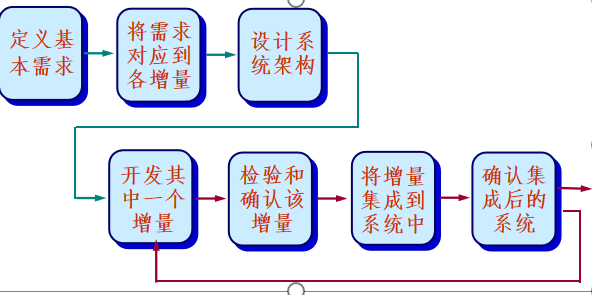 定义基
本需求
将需求
对应到
各增量
设计系
统架构
开发其
中一个
增量
检验和
确认该
增量
将增量
集成到
系统中
确认集
成后的
系统